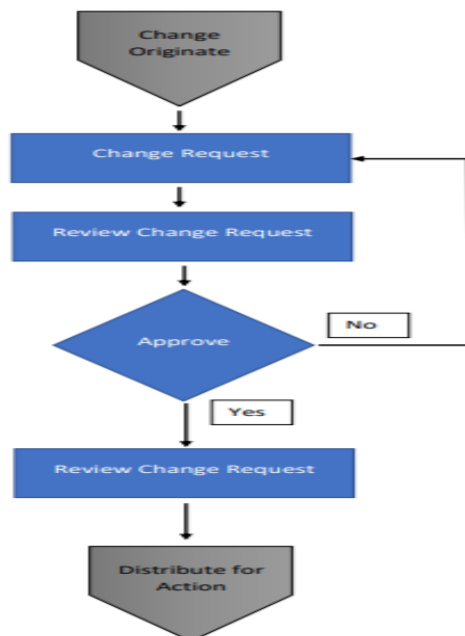 Change
Originate
Change Request
Review Change Request
Approve
No
Yes
Review Change Request
Distribute for
Action